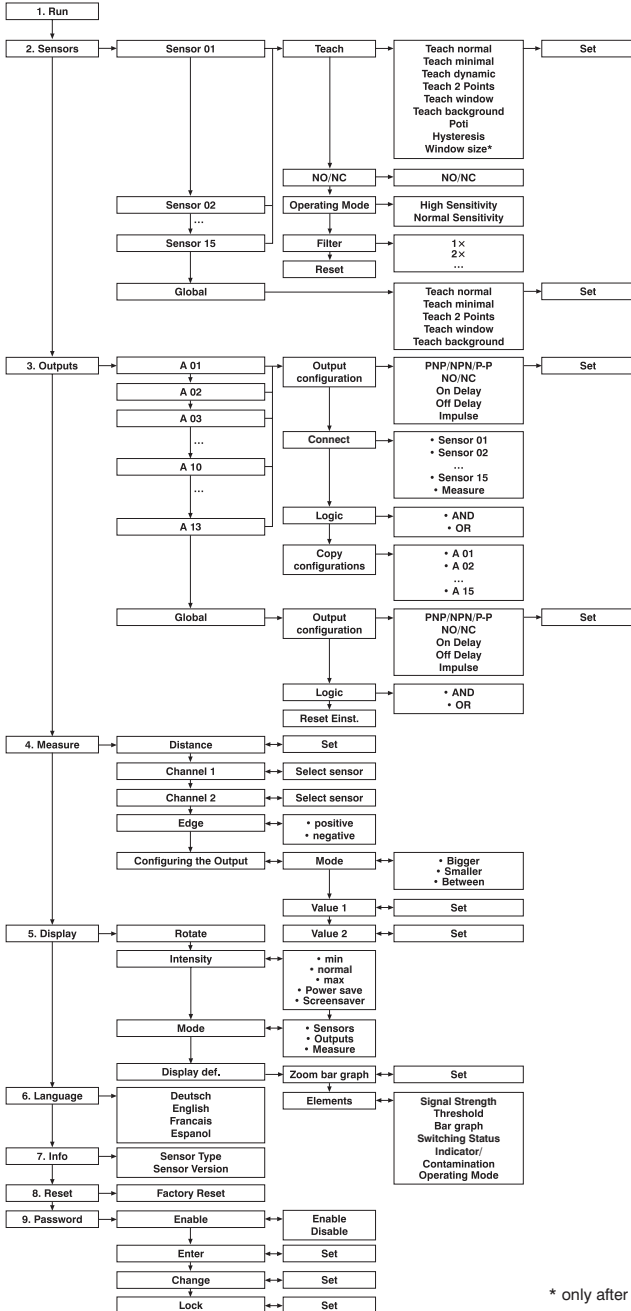 1. Run
2. Sensors
Sensor 01
Teach
Teach normal
Teach minimal
Teach dynamic
Teach 2 Points
Teach window
Teach background
Poti
Hysteresis
Window size*
Set
NO/NC
NO/NC
Sensor 02
Operating Mode
High Sensitivity
Normal Sensitivity
...
Sensor 15
Filter
1×
2×
...
Reset
Global
Teach normal
Teach minimal
Teach 2 Points
Teach window
Teach background
Set
3. Outputs
A 01
A 02
A 03
...
A 10
...
A 13
Output
configuration
PNP/NPN/P-P
NO/NC
On Delay
Off Delay
Impulse
Set
Connect
• Sensor 01
• Sensor 02
...
• Sensor 15
• Measure
Logic
• AND
• OR
Copy
configurations
• A 01
• A 02
...
• A 15
Global
Output
configuration
PNP/NPN/P-P
NO/NC
On Delay
Off Delay
Impulse
Set
Logic
• AND
• OR
Reset Einst.
4. Measure
Distance
Set
Channel 1
Select sensor
Channel 2
Select sensor
Edge
• positive
• negative
Configuring the Output
Mode
• Bigger
• Smaller
• Between
Value 1
Set
Value 2
Set
5. Display
Rotate
Intensity
• min
• normal
• max
• Power save
• Screensaver
Mode
• Sensors
• Outputs
• Measure
Display def.
Zoom bar graph
Set
Elements
Signal Strength
Threshold
Bar graph
Switching Status
Indicator/
Contamination
Operating Mode
6. Language
Deutsch
English
Francais
Espanol
7. Info
Sensor Type
Sensor Version
8. Reset
Factory Reset
9. Password
Enable
Enable
Disable
Enter
Set
Change
Set
Lock
Set
* only after